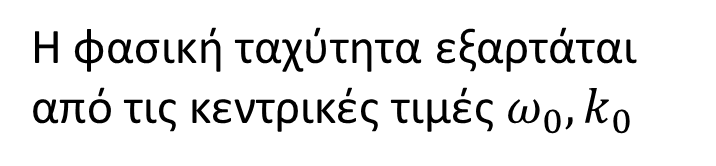 Η φασική ταχύτητα εξαρτάται
από τις κεντρικές τιμές ω₀, k₀